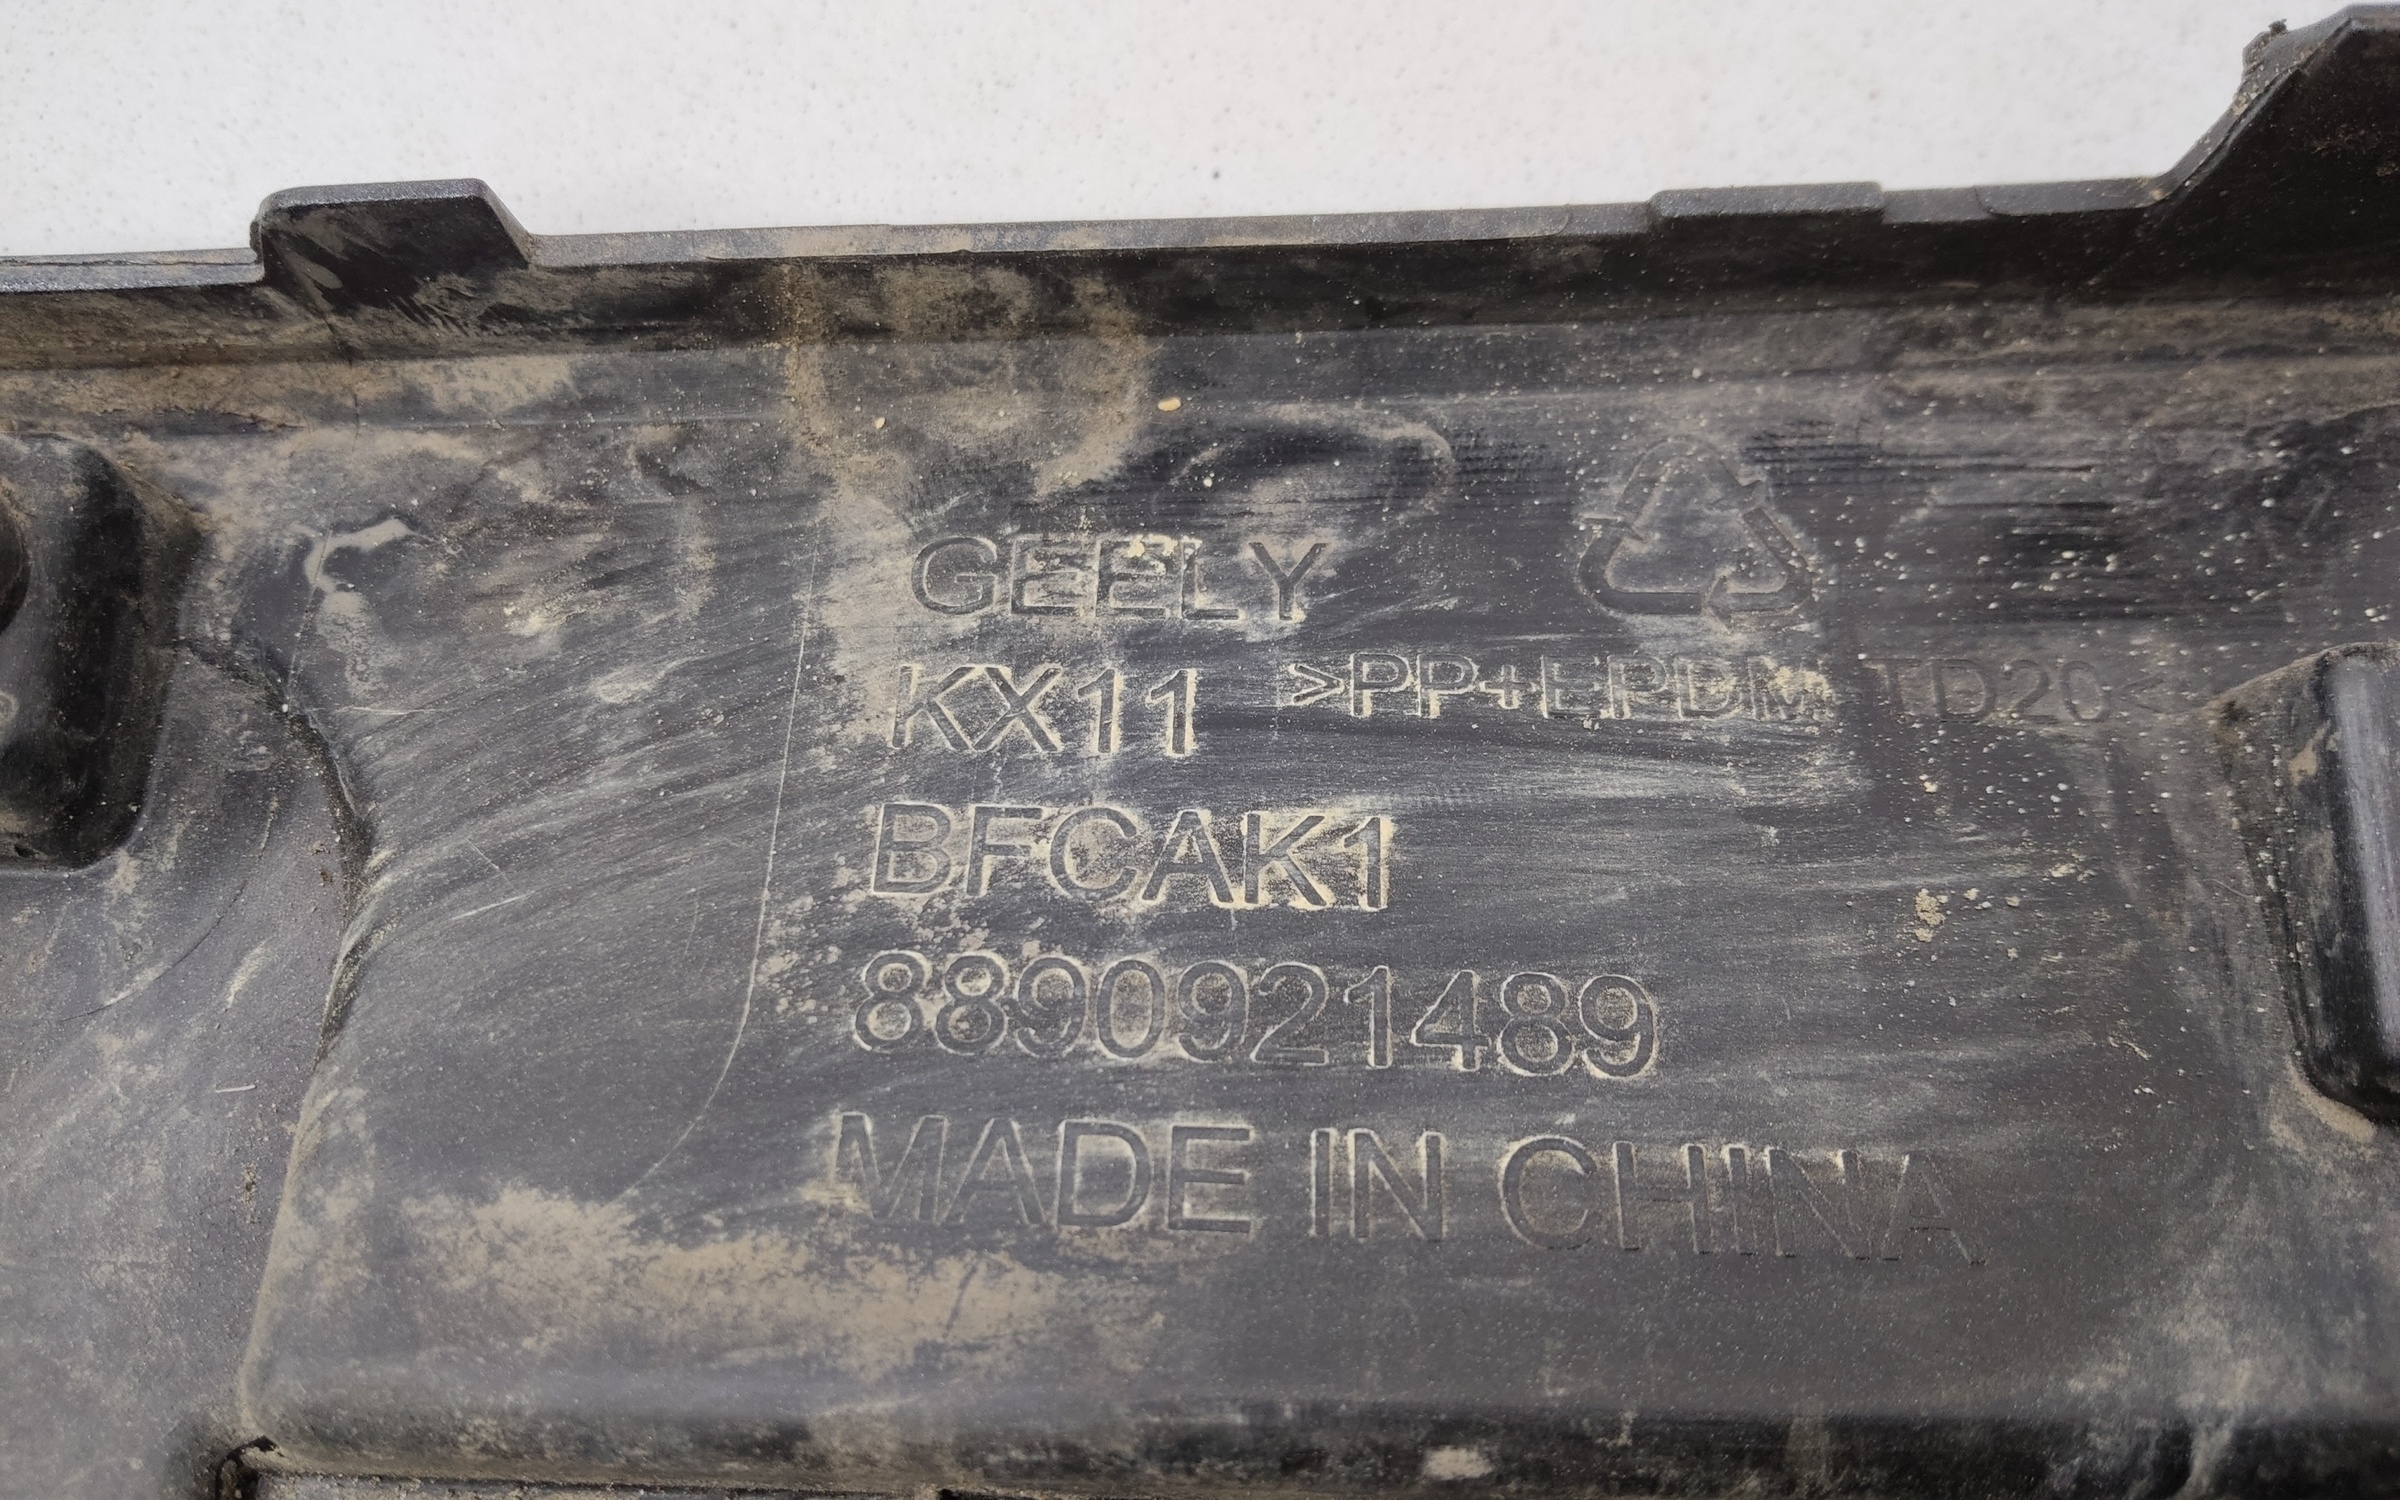 GEELY
KX11 >PP+EPDM-TD20<
BFCAK1
8890921489
MADE IN CHINA